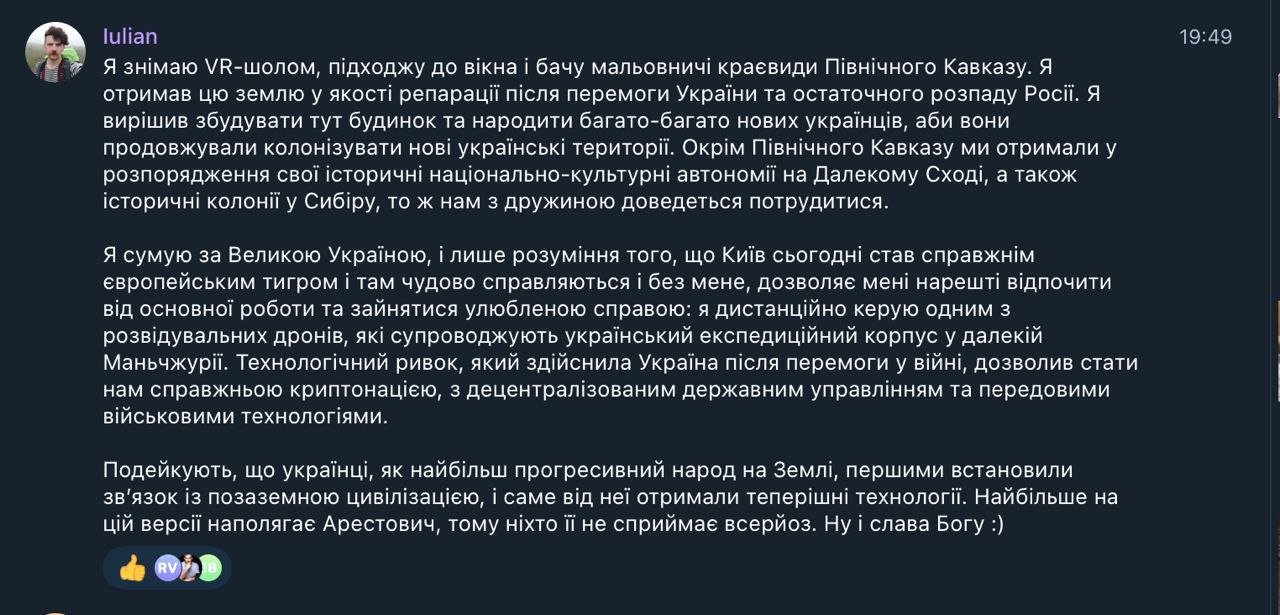 Iulian
19:49
Я знімаю VR-шолом, підходжу до вікна і бачу мальовничі краєвиди Північного Кавказу. Я
отримав цю землю у якості репарації після перемоги України та остаточного розпаду Росії. Я
вирішив збудувати тут будинок та народити багато-багато нових українців, аби вони
продовжували колонізувати нові українські території. Окрім Північного Кавказу ми отримали у
розпорядження свої історичні національно-культурні автономії на Далекому Сході, а також
історичні колонії у Сибіру, то ж нам з дружиною доведеться потрудитися.
Я сумую за Великою Україною, і лише розуміння того, що Київ сьогодні став справжнім
європейським тигром і там чудово справляються і без мене, дозволяє мені нарешті відпочити
від основної роботи та зайнятися улюбленою справою: я дистанційно керую одним з
розвідувальних дронів, які супроводжують український експедиційний корпус у далекій
Маньчжурії. Технологічний ривок, який здійснила Україна після перемоги у війні, дозволив стати
нам справжньою криптонацією, з децентралізованим державним управлінням та передовими
військовими технологіями.
Подейкують, що українці, як найбільш прогресивний народ на Землі, першими встановили
зв’язок із позаземною цивілізацією, і саме від неї отримали теперішні технології. Найбільше на
цій версії наполягає Арестович, тому ніхто її не сприймає всерйоз. Ну і слава Богу :)
RV